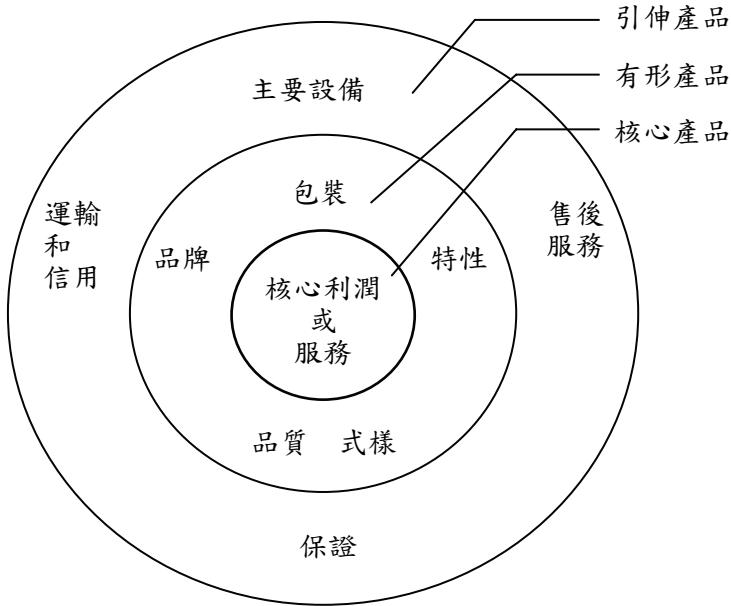 引伸產品
有形產品
核心產品
主要設備
包裝
運輸
和
信用
售後
服務
品牌
特性
核心利潤
或
服務
品質 式樣
保證